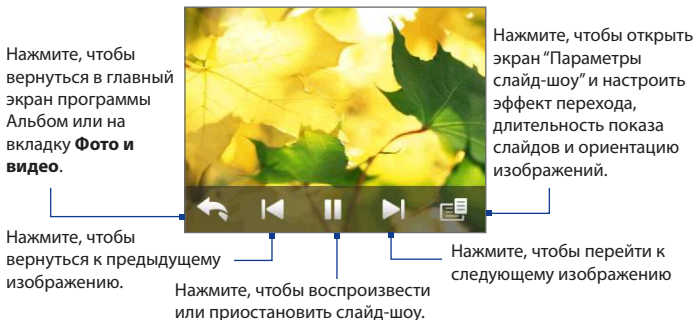 Нажмите, чтобы
вернуться в главный
экран программы
Альбом или на
вкладку Фото и
видео.
Нажмите, чтобы открыть
экран “Параметры
слайд-шоу” и настроить
эффект перехода,
длительность показа
слайдов и ориентацию
изображений.
Нажмите, чтобы
вернуться к предыдущему
изображению.
Нажмите, чтобы воспроизвести
или приостановить слайд-шоу.
Нажмите, чтобы перейти к
следующему изображению